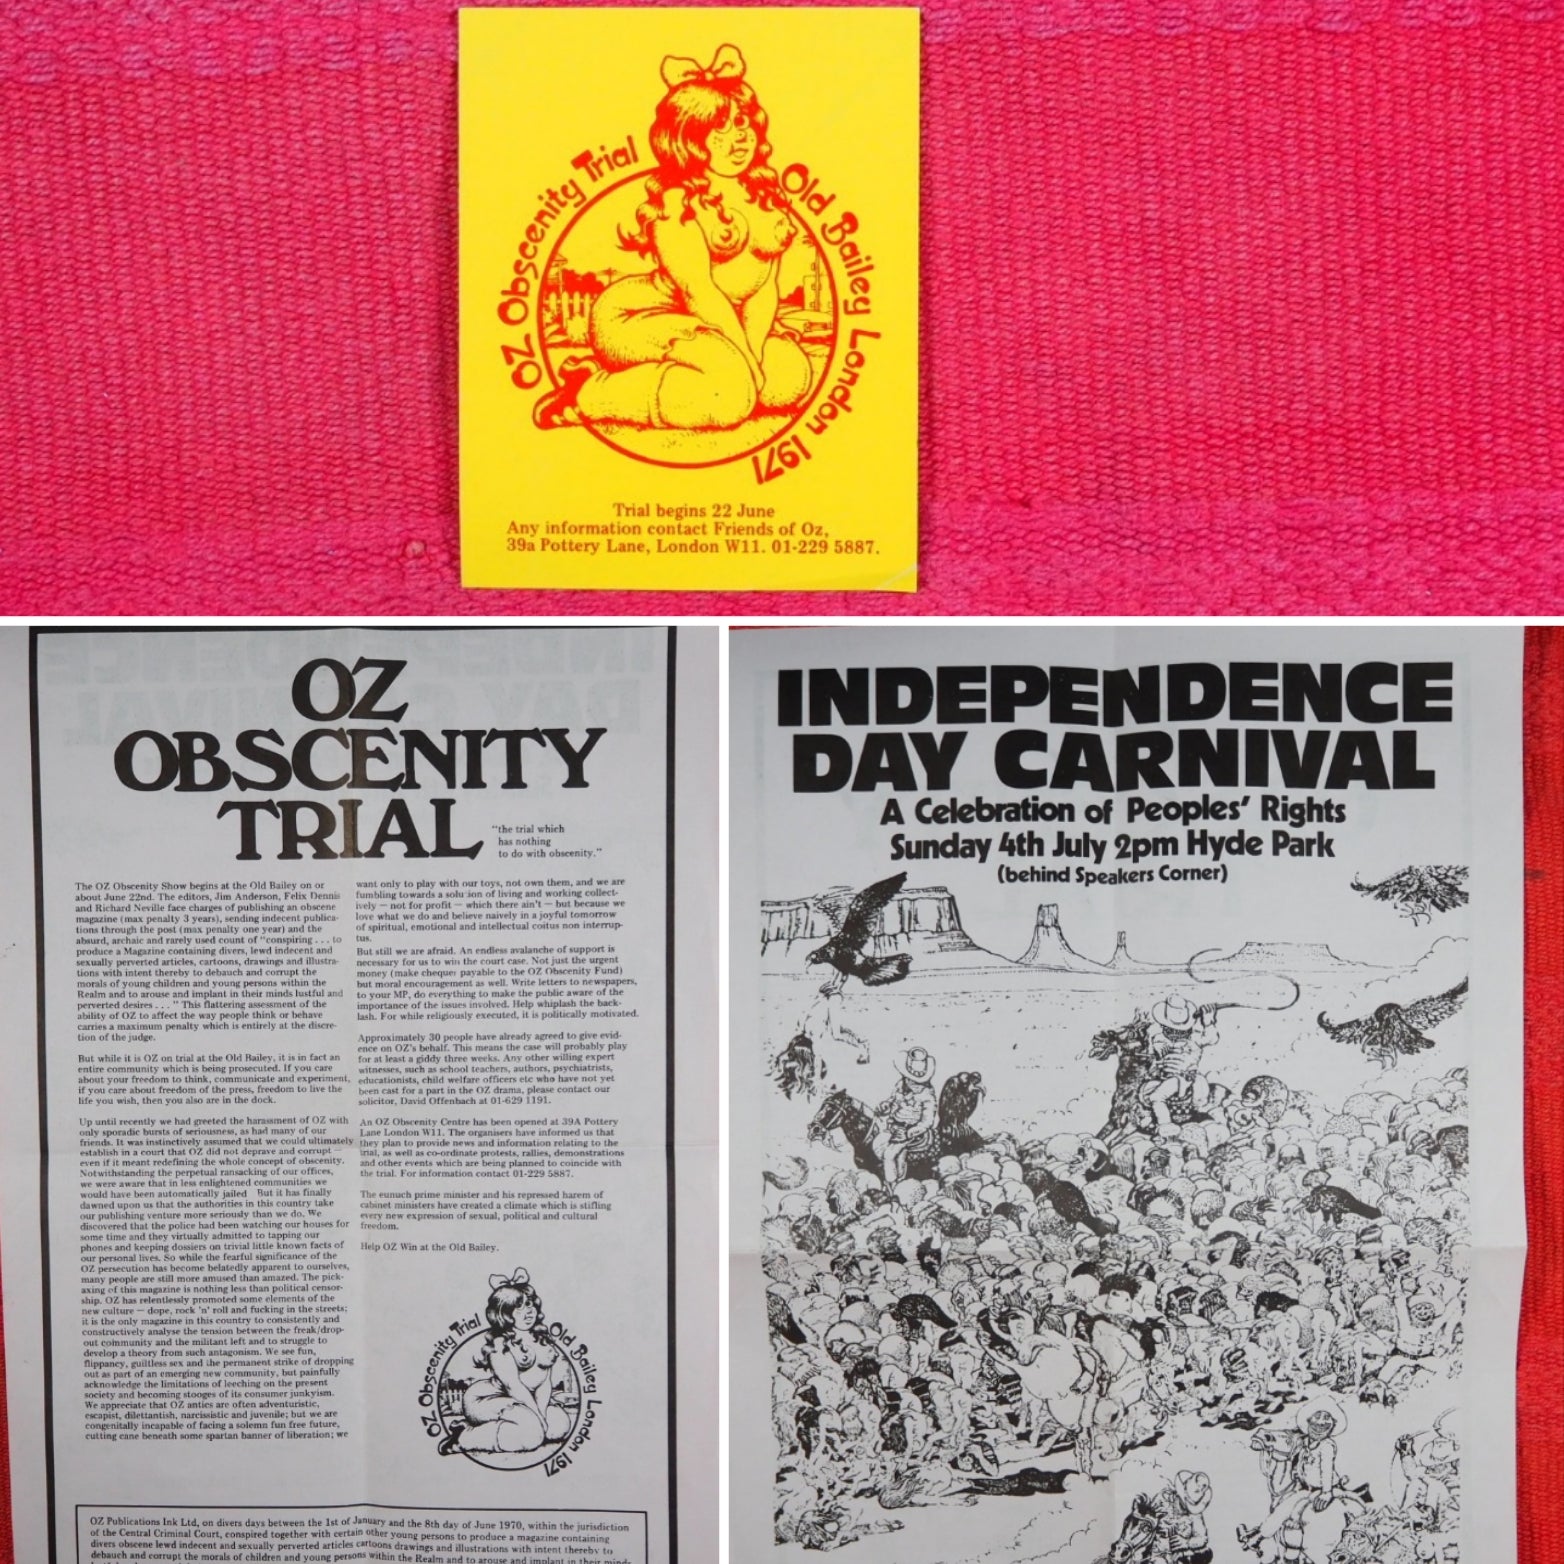 OZ Obscenity Trial Old Bailey London 1971
Trial begins 22 June
Any information contact Friends of Oz,
39a Pottery Lane, London W11. 01-229 5887.
OZ
OBSCENITY
TRIAL
"the trial which
has nothing
to do with obscenity."
The OZ Obscenity Show begins at the Old Bailey on or
about June 22nd. The editors, Jim Anderson, Felix Dennis
and Richard Neville face charges of publishing an obscene
magazine (max penalty 3 years), sending indecent publica-
tions through the post (max penalty one year) and the
absurd, archaic and rarely used count of "conspiring . . . to
produce a Magazine containing divers, lewd indecent and
sexually perverted articles, cartoons, drawings and illustra-
tions with intent thereby to debauch and corrupt the
morals of young children and young persons within the
Realm and to arouse and implant in their minds lustful and
perverted desires . . . " This flattering assessment of the
ability of OZ to affect the way people think or behave
carries a maximum penalty which is entirely at the discre-
tion of the judge.
But while it is OZ on trial at the Old Bailey, it is in fact an
entire community which is being prosecuted. If you care
about your freedom to think, communicate and experiment,
if you care about freedom of the press, freedom to live the
life you wish, then you also are in the dock.
Up until recently we had greeted the harassment of OZ with
only sporadic bursts of seriousness, as had many of our
friends. It was instinctively assumed that we could ultimately
establish in a court that OZ did not deprave and corrupt —
even if it meant redefining the whole concept of obscenity.
Notwithstanding the perpetual ransacking of our offices,
we were aware that in less enlightened communities we
would have been automatically jailed But it has finally
dawned upon us that the authorities in this country take
our publishing venture more seriously than we do. We
discovered that the police had been watching our houses for
some time and they virtually admitted to tapping our
phones and keeping dossiers on trivial little known facts of
our personal lives. So while the fearful significance of the
OZ persecution has become belatedly apparent to ourselves,
many people are still more amused than amazed. The pick-
axing of this magazine is nothing less than political censor-
ship. OZ has relentlessly promoted some elements of the
new culture — dope, rock 'n' roll and fucking in the streets;
it is the only magazine in this country to consistently and
constructively analyse the tension between the freak/drop-
out community and the militant left and to struggle to
develop a theory from such antagonism. We see fun,
flippancy, guiltless sex and the permanent strike of dropping
out as part of an emerging new community, but painfully
acknowledge the limitations of leeching on the present
society and becoming stooges of its consumer junkyism.
We appreciate that OZ antics are often adventuristic,
escapist, dilettantish, narcissistic and juvenile; but we are
congenitally incapable of facing a solemn fun free future,
cutting cane beneath some spartan banner of liberation; we
want only to play with our toys, not own them, and we are
fumbling towards a solution of living and working collect-
ively — not for profit — which there ain't — but because we
love what we do and believe naively in a joyful tomorrow
of spiritual, emotional and intellectual coitus non interrup-
tus.
But still we are afraid. An endless avalanche of support is
necessary for us to win the court case. Not just the urgent
money (make cheques payable to the OZ Obscenity Fund)
but moral encouragement as well. Write letters to newspapers,
to your MP, do everything to make the public aware of the
importance of the issues involved. Help whiplash the back-
lash. For while religiously executed, it is politically motivated.
Approximately 30 people have already agreed to give evid-
ence on OZ's behalf. This means the case will probably play
for at least a giddy three weeks. Any other willing expert
witnesses, such as school teachers, authors, psychiatrists,
educationists, child welfare officers etc who have not yet
been cast for a part in the OZ drama, please contact our
solicitor, David Offenbach at 01-629 1191.
An OZ Obscenity Centre has been opened at 39A Pottery
Lane London W11. The organisers have informed us that
they plan to provide news and information relating to the
trial, as well as co-ordinate protests, rallies, demonstrations
and other events which are being planned to coincide with
the trial. For information contact 01-229 5887.
The eunuch prime minister and his repressed harem of
cabinet ministers have created a climate which is stifling
every new expression of sexual, political and cultural
freedom.
Help OZ Win at the Old Bailey.
OZ Obscenity Trial Old Bailey London 1971
OZ Publications Ink Ltd, on divers days between the 1st of January and the 8th day of June 1970, within the jurisdiction
of the Central Criminal Court, conspired together with certain other young persons to produce a magazine containing
divers obscene lewd indecent and sexually perverted articles cartoons drawings and illustrations with intent thereby to
debauch and corrupt the morals of children and young persons within the Realm and to arouse and implant in their minds
INDEPENDENCE
DAY CARNIVAL
A Celebration of Peoples' Rights
Sunday 4th July 2pm Hyde Park
(behind Speakers Corner)